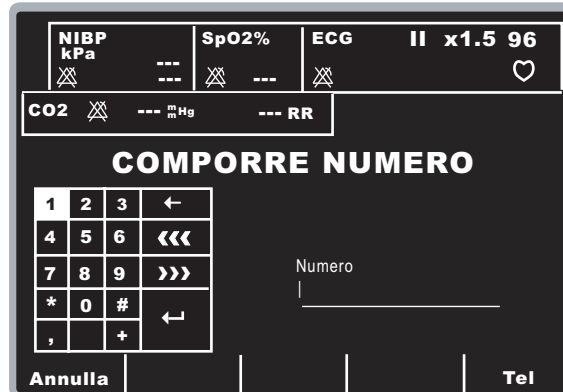 NIBP SpO2% ECG II x1.5 96
kPa
---
--- ---
CO2 --- mmHg --- RR
COMPORRE NUMERO
1 2 3 ←
4 5 6 <<<
7 8 9 >>>
* 0 # ↵
, +
Numero
Annulla Tel